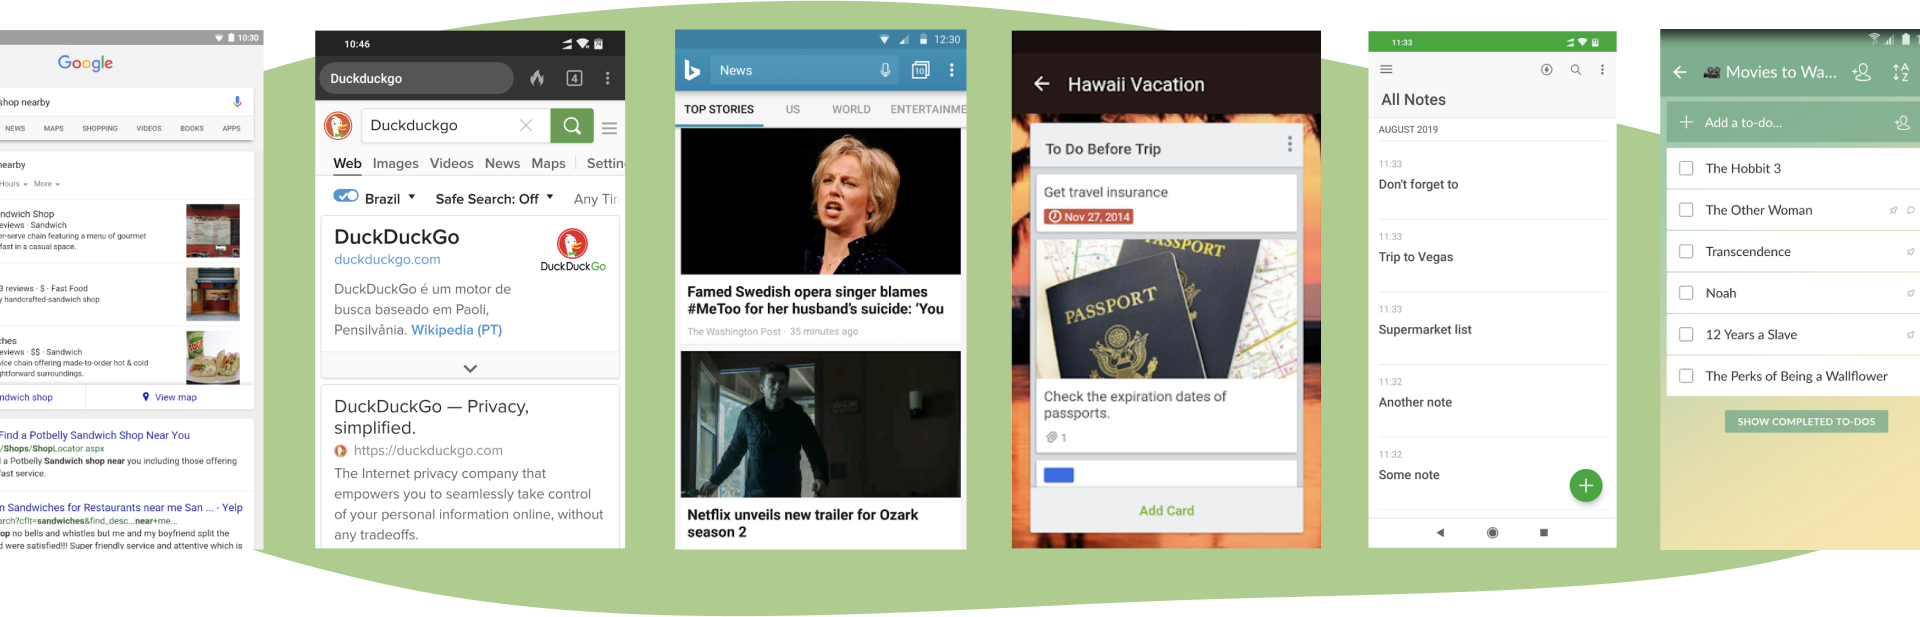 10:30
Google
shop nearby
NEWS MAPS SHOPPING VIDEOS BOOKS APPS
nearby
Hours More
ndwich Shop
eviews · Sandwich
er-serve chain featuring a menu of gourmet
fast in a casual space.
3 reviews · $ · Fast Food
y handcrafted-sandwich shop
ches
eviews · $$ · Sandwich
vice chain offering made-to-order hot & cold
ghtforward surroundings.
ndwich shop
View map
Find a Potbelly Sandwich Shop Near You
/Shops/ShopLocator.aspx
l a Potbelly Sandwich shop near you including those offering
fast service.
n Sandwiches for Restaurants near me San ... - Yelp
arch?cflt=sandwiches&find_desc...near+me...
op no bells and whistles but me and my boyfriend split the
d were satisfied!!! Super friendly service and attentive which is
10:46
Duckduckgo
4
Duckduckgo
Web Images Videos News Maps Settin
Brazil Safe Search: Off Any Tir
DuckDuckGo
duckduckgo.com
DuckDuckGo
DuckDuckGo é um motor de
busca baseado em Paoli,
Pensilvânia. Wikipedia (PT)
DuckDuckGo — Privacy,
simplified.
https://duckduckgo.com
The Internet privacy company that
empowers you to seamlessly take control
of your personal information online, without
any tradeoffs.
12:30
News
10
TOP STORIES US WORLD ENTERTAINME
Famed Swedish opera singer blames
#MeToo for her husband's suicide: ‘You
The Washington Post · 35 minutes ago
Netflix unveils new trailer for Ozark
season 2
Hawaii Vacation
To Do Before Trip
Get travel insurance
Nov 27, 2014
PASSPORT
PASSPORT
Check the expiration dates of
passports.
1
Add Card
11:33
All Notes
AUGUST 2019
11:33
Don't forget to
11:33
Trip to Vegas
11:33
Supermarket list
11:32
Another note
11:32
Some note
Movies to Wa...
Add a to-do...
The Hobbit 3
The Other Woman
Transcendence
Noah
12 Years a Slave
The Perks of Being a Wallflower
SHOW COMPLETED TO-DOS